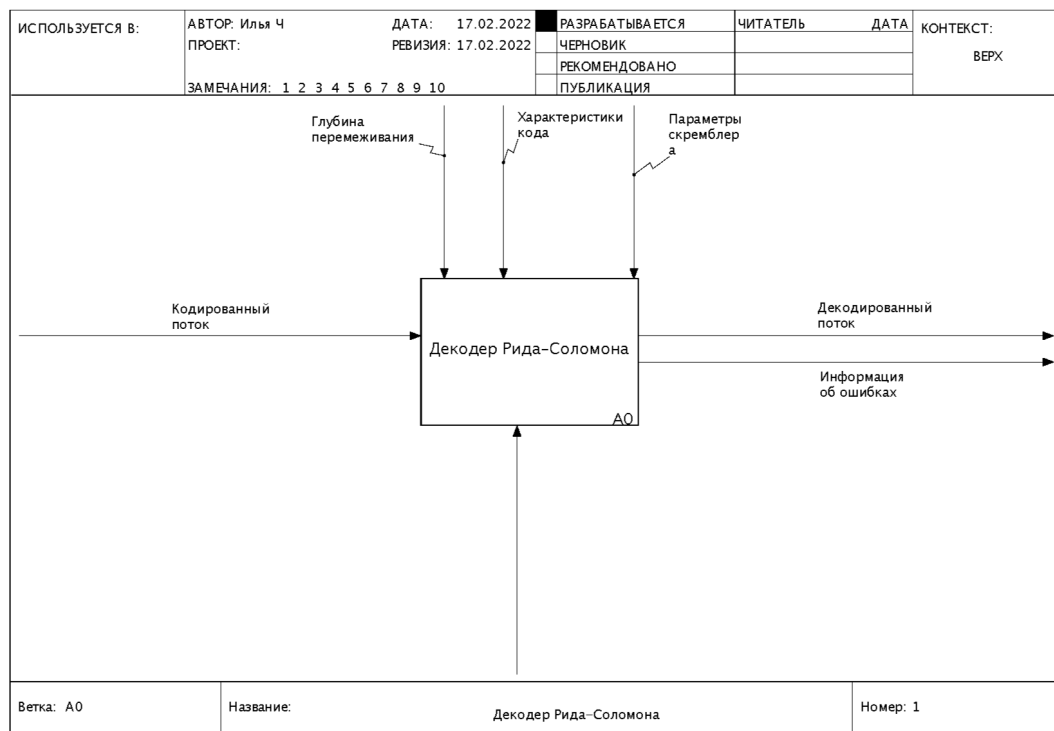 ИСПОЛЬЗУЕТСЯ В:
АВТОР: Илья Ч
ДАТА: 17.02.2022
ПРОЕКТ:
РЕВИЗИЯ: 17.02.2022
ЗАМЕЧАНИЯ: 1 2 3 4 5 6 7 8 9 10
РАЗРАБАТЫВАЕТСЯ
ЧЕРНОВИК
РЕКОМЕНДОВАНО
ПУБЛИКАЦИЯ
ЧИТАТЕЛЬ
ДАТА
КОНТЕКСТ:
ВЕРХ
Глубина
перемеживания
Характеристики
кода
Параметры
скремблер
а
Кодированный
поток
Декодер Рида-Соломона
A0
Декодированный
поток
Информация
об ошибках
Ветка: A0
Название:
Декодер Рида-Соломона
Номер: 1